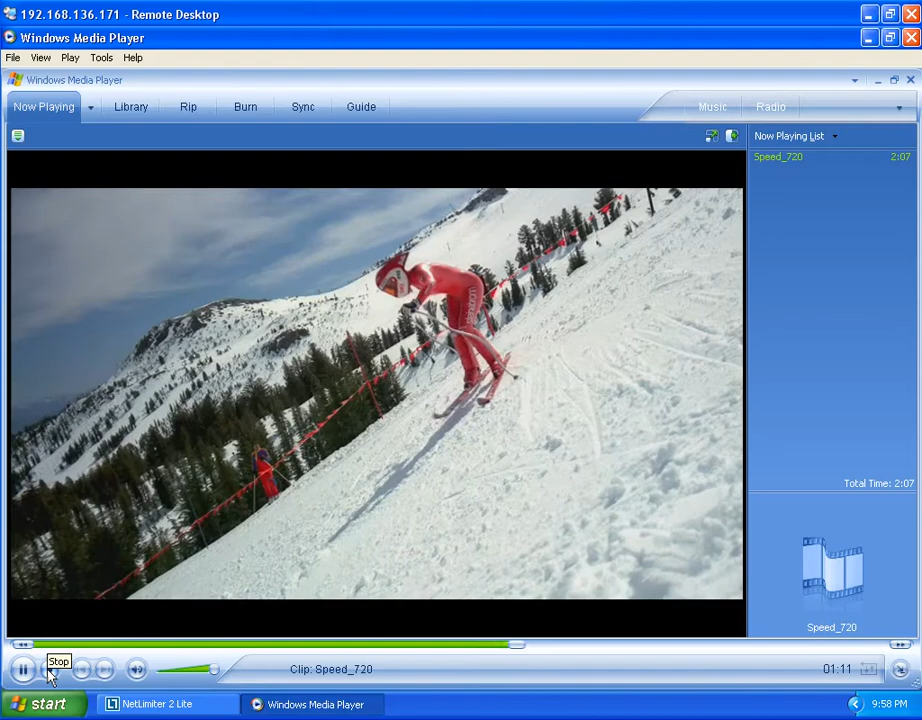 192.168.136.171 - Remote Desktop
Windows Media Player
File View Play Tools Help
Windows Media Player
Now Playing Library Rip Burn Sync Guide Music Radio
Now Playing List
Speed_720 2:07
Total Time: 2:07
Speed_720
Stop
Clip: Speed_720 01:11
start NetLimiter 2 Lite Windows Media Player 9:58 PM